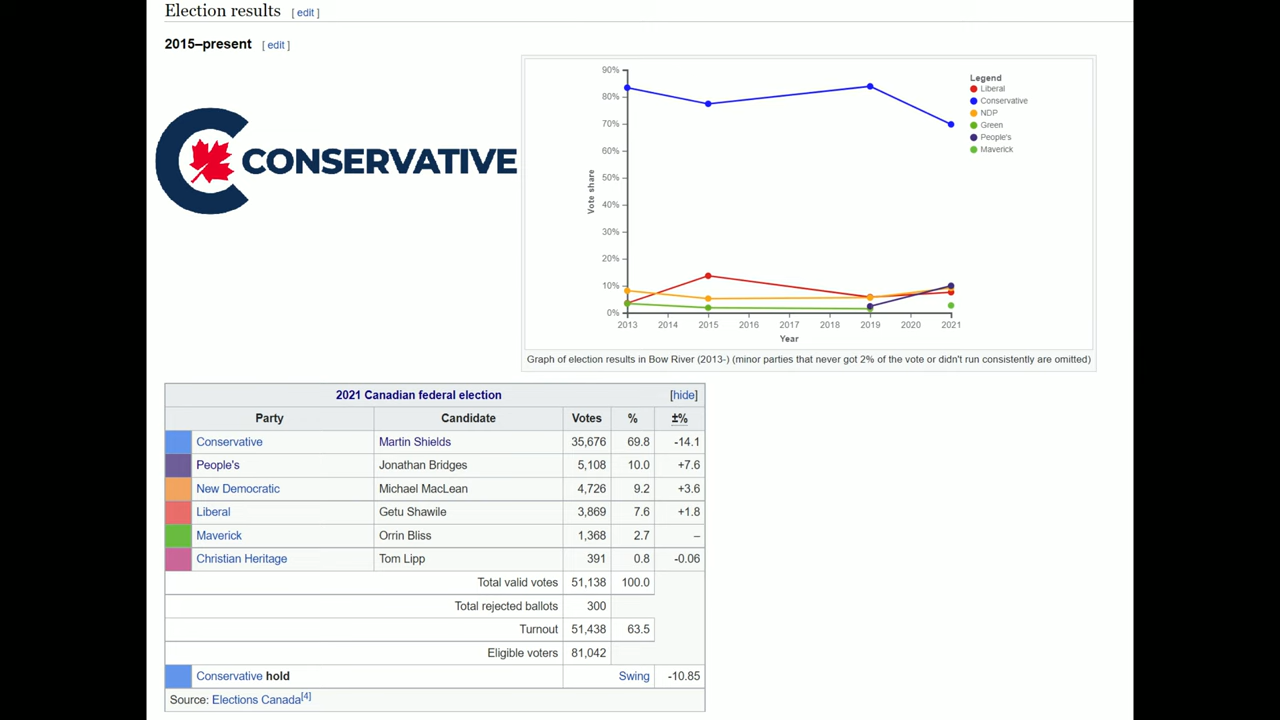 Election results [ edit ]
2015–present [ edit ]
CONSERVATIVE
90%
80%
70%
60%
50%
40%
30%
20%
10%
0%
Vote share
2013 2014 2015 2016 2017 2018 2019 2020 2021
Year
Legend
Liberal
Conservative
NDP
Green
People's
Maverick
Graph of election results in Bow River (2013-) (minor parties that never got 2% of the vote or didn't run consistently are omitted)
2021 Canadian federal election [hide]
Party Candidate Votes % ±%
Conservative Martin Shields 35,676 69.8 -14.1
People's Jonathan Bridges 5,108 10.0 +7.6
New Democratic Michael MacLean 4,726 9.2 +3.6
Liberal Getu Shawile 3,869 7.6 +1.8
Maverick Orrin Bliss 1,368 2.7 –
Christian Heritage Tom Lipp 391 0.8 -0.06
Total valid votes 51,138 100.0
Total rejected ballots 300
Turnout 51,438 63.5
Eligible voters 81,042
Conservative hold Swing -10.85
Source: Elections Canada[4]